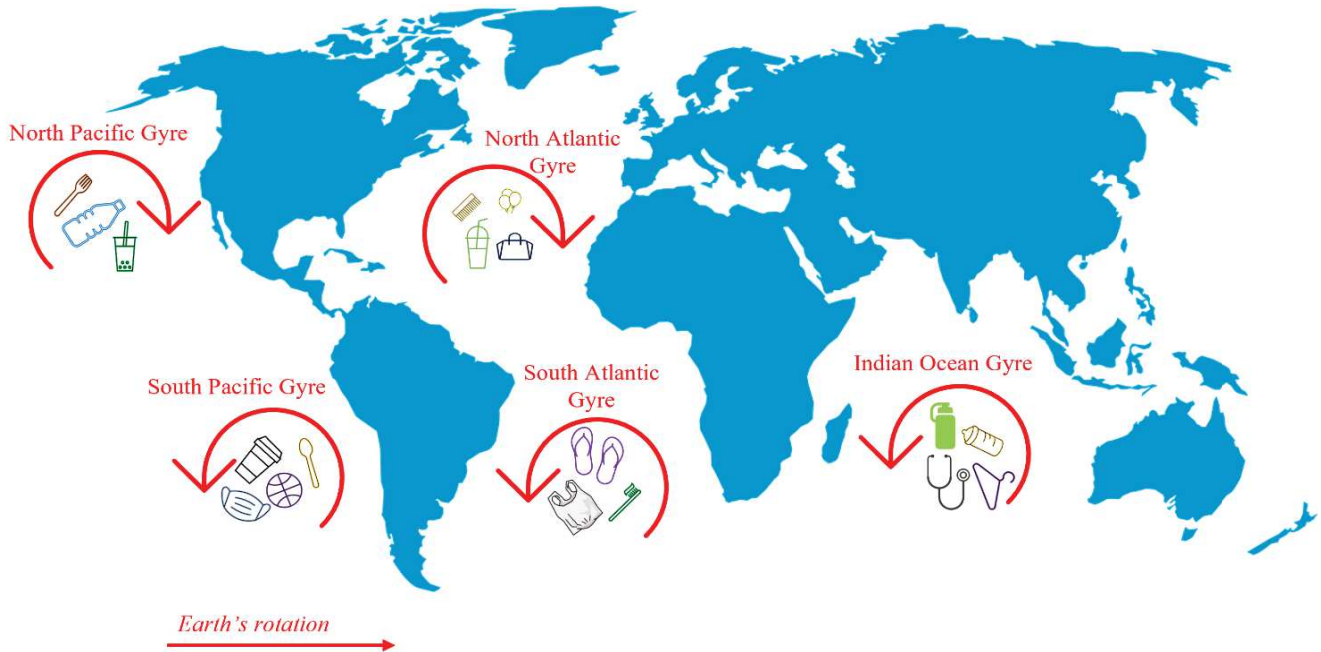 North Pacific Gyre
North Atlantic
Gyre
South Pacific Gyre
South Atlantic
Gyre
Indian Ocean Gyre
Earth's rotation